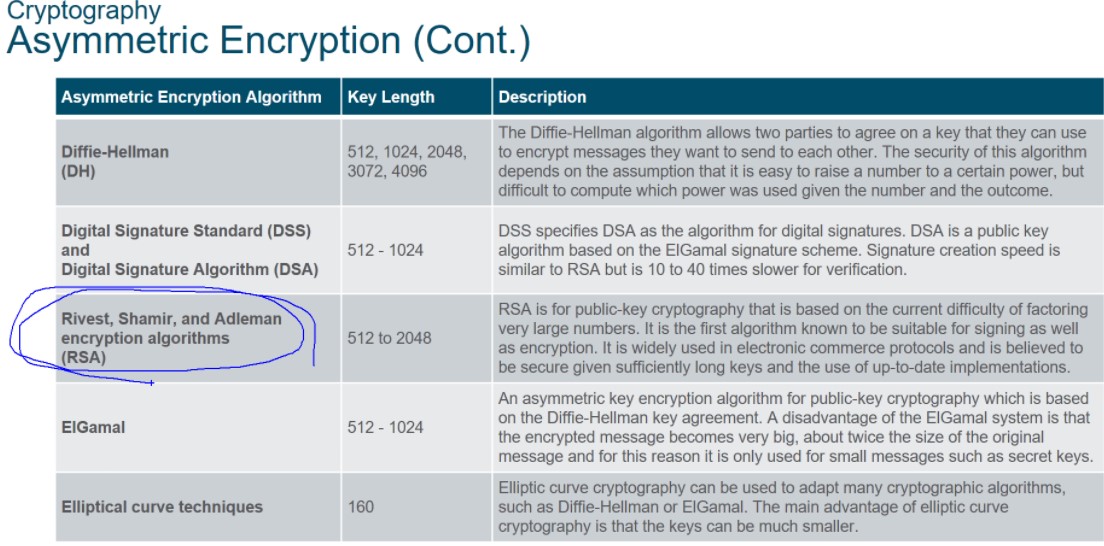 Cryptography
Asymmetric Encryption (Cont.)
Asymmetric Encryption Algorithm
Key Length
Description
Diffie-Hellman
(DH)
512, 1024, 2048,
3072, 4096
The Diffie-Hellman algorithm allows two parties to agree on a key that they can use
to encrypt messages they want to send to each other. The security of this algorithm
depends on the assumption that it is easy to raise a number to a certain power, but
difficult to compute which power was used given the number and the outcome.
Digital Signature Standard (DSS)
and
Digital Signature Algorithm (DSA)
512 - 1024
DSS specifies DSA as the algorithm for digital signatures. DSA is a public key
algorithm based on the ElGamal signature scheme. Signature creation speed is
similar to RSA but is 10 to 40 times slower for verification.
Rivest, Shamir, and Adleman
encryption algorithms
(RSA)
512 to 2048
RSA is for public-key cryptography that is based on the current difficulty of factoring
very large numbers. It is the first algorithm known to be suitable for signing as well
as encryption. It is widely used in electronic commerce protocols and is believed to
be secure given sufficiently long keys and the use of up-to-date implementations.
ElGamal
512 - 1024
An asymmetric key encryption algorithm for public-key cryptography which is based
on the Diffie-Hellman key agreement. A disadvantage of the ElGamal system is that
the encrypted message becomes very big, about twice the size of the original
message and for this reason it is only used for small messages such as secret keys.
Elliptical curve techniques
160
Elliptic curve cryptography can be used to adapt many cryptographic algorithms,
such as Diffie-Hellman or ElGamal. The main advantage of elliptic curve
cryptography is that the keys can be much smaller.